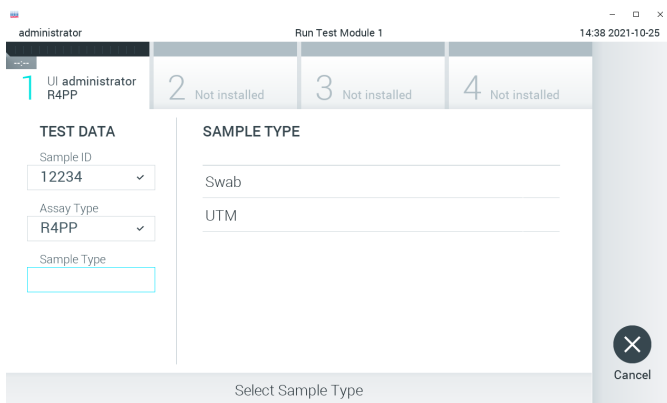 administrator
Run Test Module 1
14:38 2021-10-25
--:--
1 UI administrator
R4PP
2 Not installed
3 Not installed
4 Not installed
TEST DATA
Sample ID
12234
Assay Type
R4PP
Sample Type
SAMPLE TYPE
Swab
UTM
Cancel
Select Sample Type